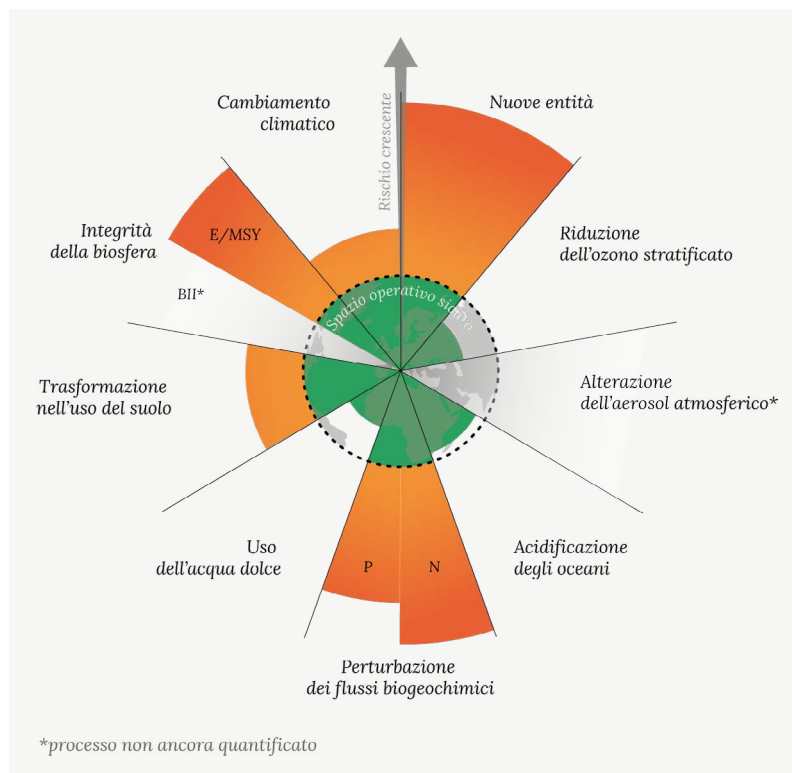 Cambiamento
climatico
Rischio crescente
Nuove entità
Integrità
della biosfera
E/MSY
BII*
Riduzione
dell'ozono stratificato
Spazio operativo sicuro
Trasformazione
nell'uso del suolo
Alterazione
dell'aerosol atmosferico*
Uso
dell'acqua dolce
P
N
Acidificazione
degli oceani
Perturbazione
dei flussi biogeochimici
*processo non ancora quantificato